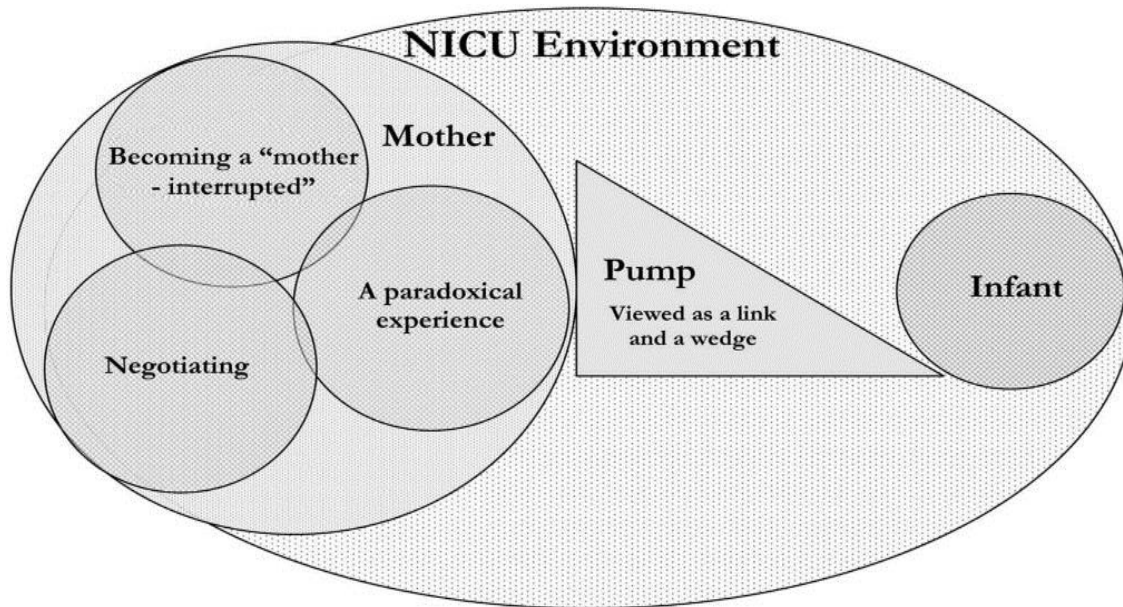 NICU Environment
Mother
Becoming a “mother
- interrupted”
A paradoxical
experience
Negotiating
Pump
Viewed as a link
and a wedge
Infant